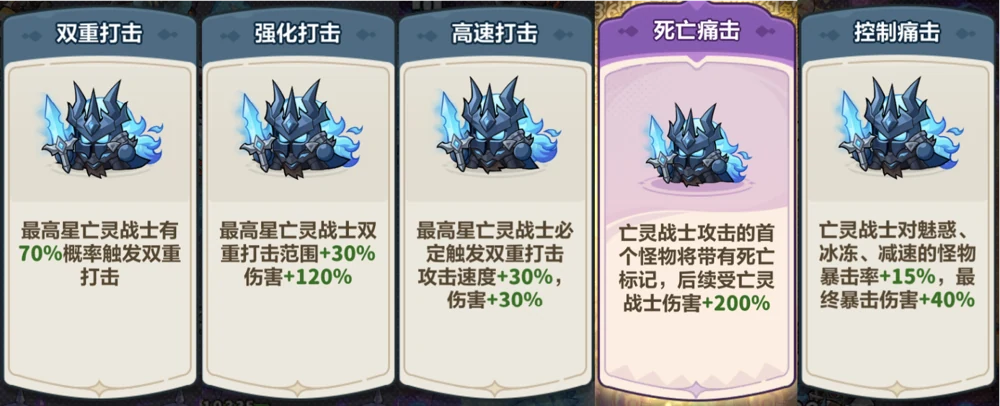 双重打击
最高星亡灵战士有
70%概率触发双重
打击
强化打击
最高星亡灵战士双
重打击范围+30%
伤害+120%
高速打击
最高星亡灵战士必
定触发双重打击
攻击速度+30%，
伤害+30%
死亡痛击
亡灵战士攻击的首
个怪物将带有死亡
标记，后续受亡灵
战士伤害+200%
控制痛击
亡灵战士对魅惑、
冰冻、减速的怪物
暴击率+15%，最
终暴击伤害+40%